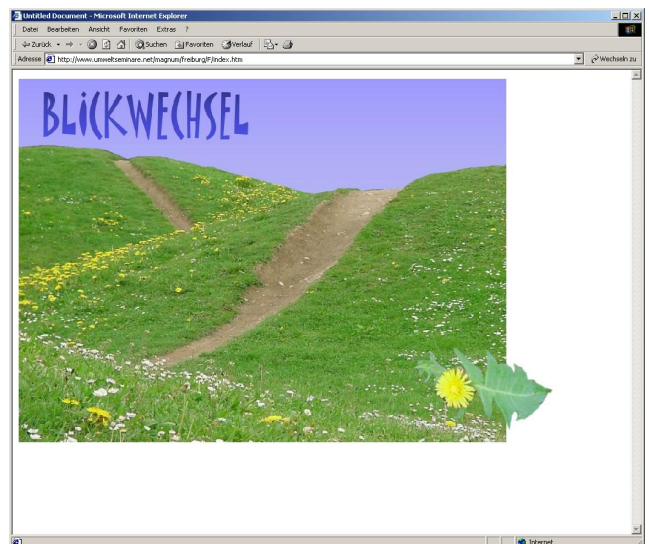 Untitled Document - Microsoft Internet Explorer
Datei Bearbeiten Ansicht Favoriten Extras ?
Zurück Suchen Favoriten Verlauf
Adresse http://www.umweltseminare.net/magnum/freiburg/F/index.htm Wechseln zu
BLiCKWECHSEL
Internet